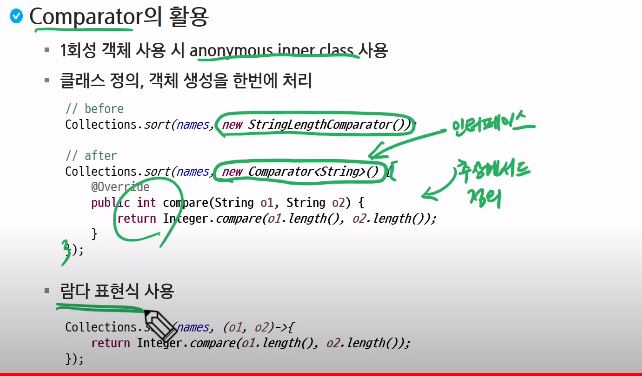 Comparator의 활용
1회성 객체 사용 시 anonymous inner class 사용
클래스 정의, 객체 생성을 한번에 처리
// before
Collections.sort(names, new StringLengthComparator());
인터페이스
// after
Collections.sort(names, new Comparator<String>() {
@Override
추상메서드
public int compare(String o1, String o2) {
정의
return Integer.compare(o1.length(), o2.length());
}
});
람다 표현식 사용
Collections.s names, (o1, o2)->{
return Integer.compare(o1.length(), o2.length());
});